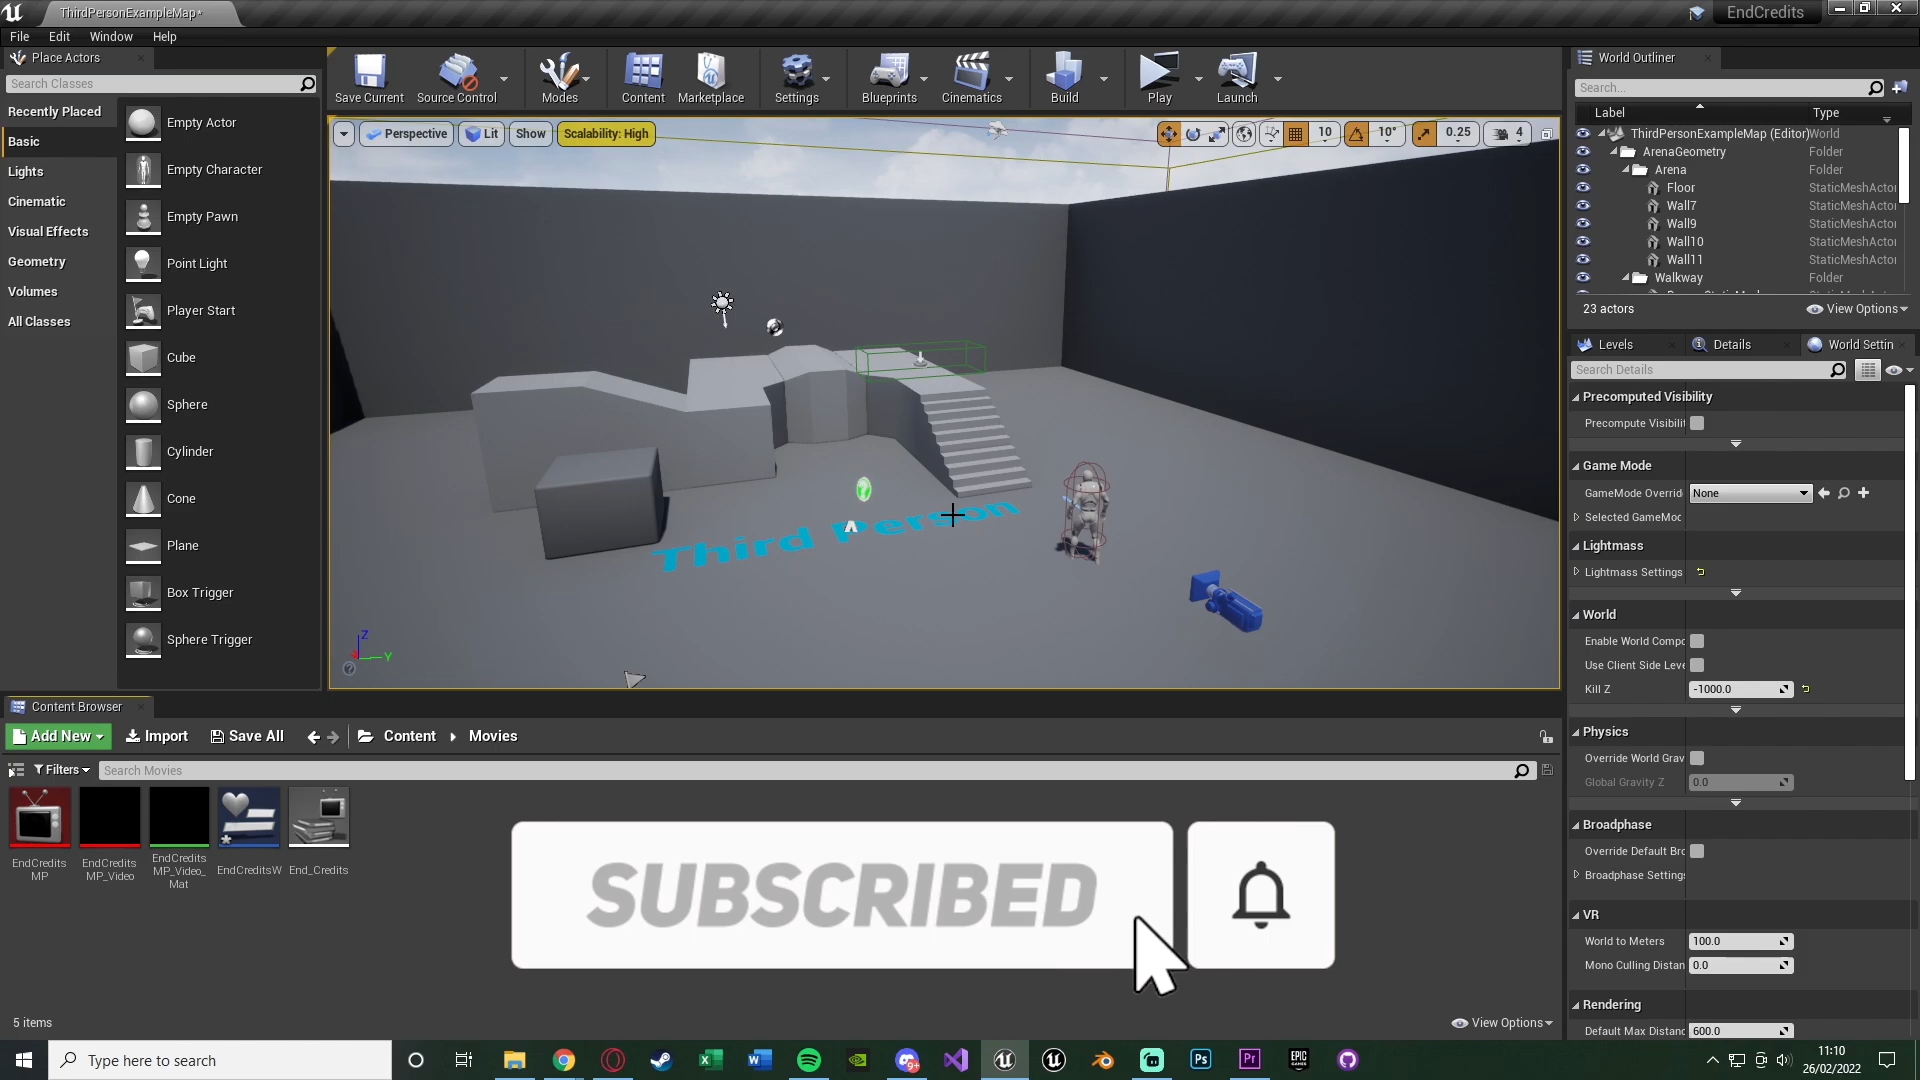 ThirdPersonExampleMap*
EndCredits
File Edit Window Help
Place Actors
Search Classes
Recently Placed
Basic
Lights
Cinematic
Visual Effects
Geometry
Volumes
All Classes
Empty Actor
Empty Character
Empty Pawn
Point Light
Player Start
Cube
Sphere
Cylinder
Cone
Plane
Box Trigger
Sphere Trigger
Save Current Source Control Modes Content Marketplace Settings Blueprints Cinematics Build Play Launch
Perspective Lit Show Scalability: High 10 10° 0.25 4
Third Person
Z
Y
World Outliner
Search...
Label Type
ThirdPersonExampleMap (Editor) World
ArenaGeometry Folder
Arena Folder
Floor StaticMeshActor
Wall7 StaticMeshActor
Wall9 StaticMeshActor
Wall10 StaticMeshActor
Wall11 StaticMeshActor
Walkway Folder
23 actors View Options
Levels Details World Settin
Search Details
Precomputed Visibility
Precompute Visibilit
Game Mode
GameMode Overrid None
Selected GameMod
Lightmass
Lightmass Settings
World
Enable World Compo
Use Client Side Leve
Kill Z -1000.0
Physics
Override World Grav
Global Gravity Z 0.0
Broadphase
Override Default Bro
Broadphase Settings
VR
World to Meters 100.0
Mono Culling Distan 0.0
Rendering
Default Max Distanc 600.0
Content Browser
Add New Import Save All Content Movies
Filters Search Movies
EndCredits
MP
EndCredits
MP_Video
EndCredits
MP_Video_
Mat
EndCreditsW
End_Credits
SUBSCRIBED
5 items View Options
Type here to search
9+
Ps
Pr
EPIC
GAMES
11:10
26/02/2022